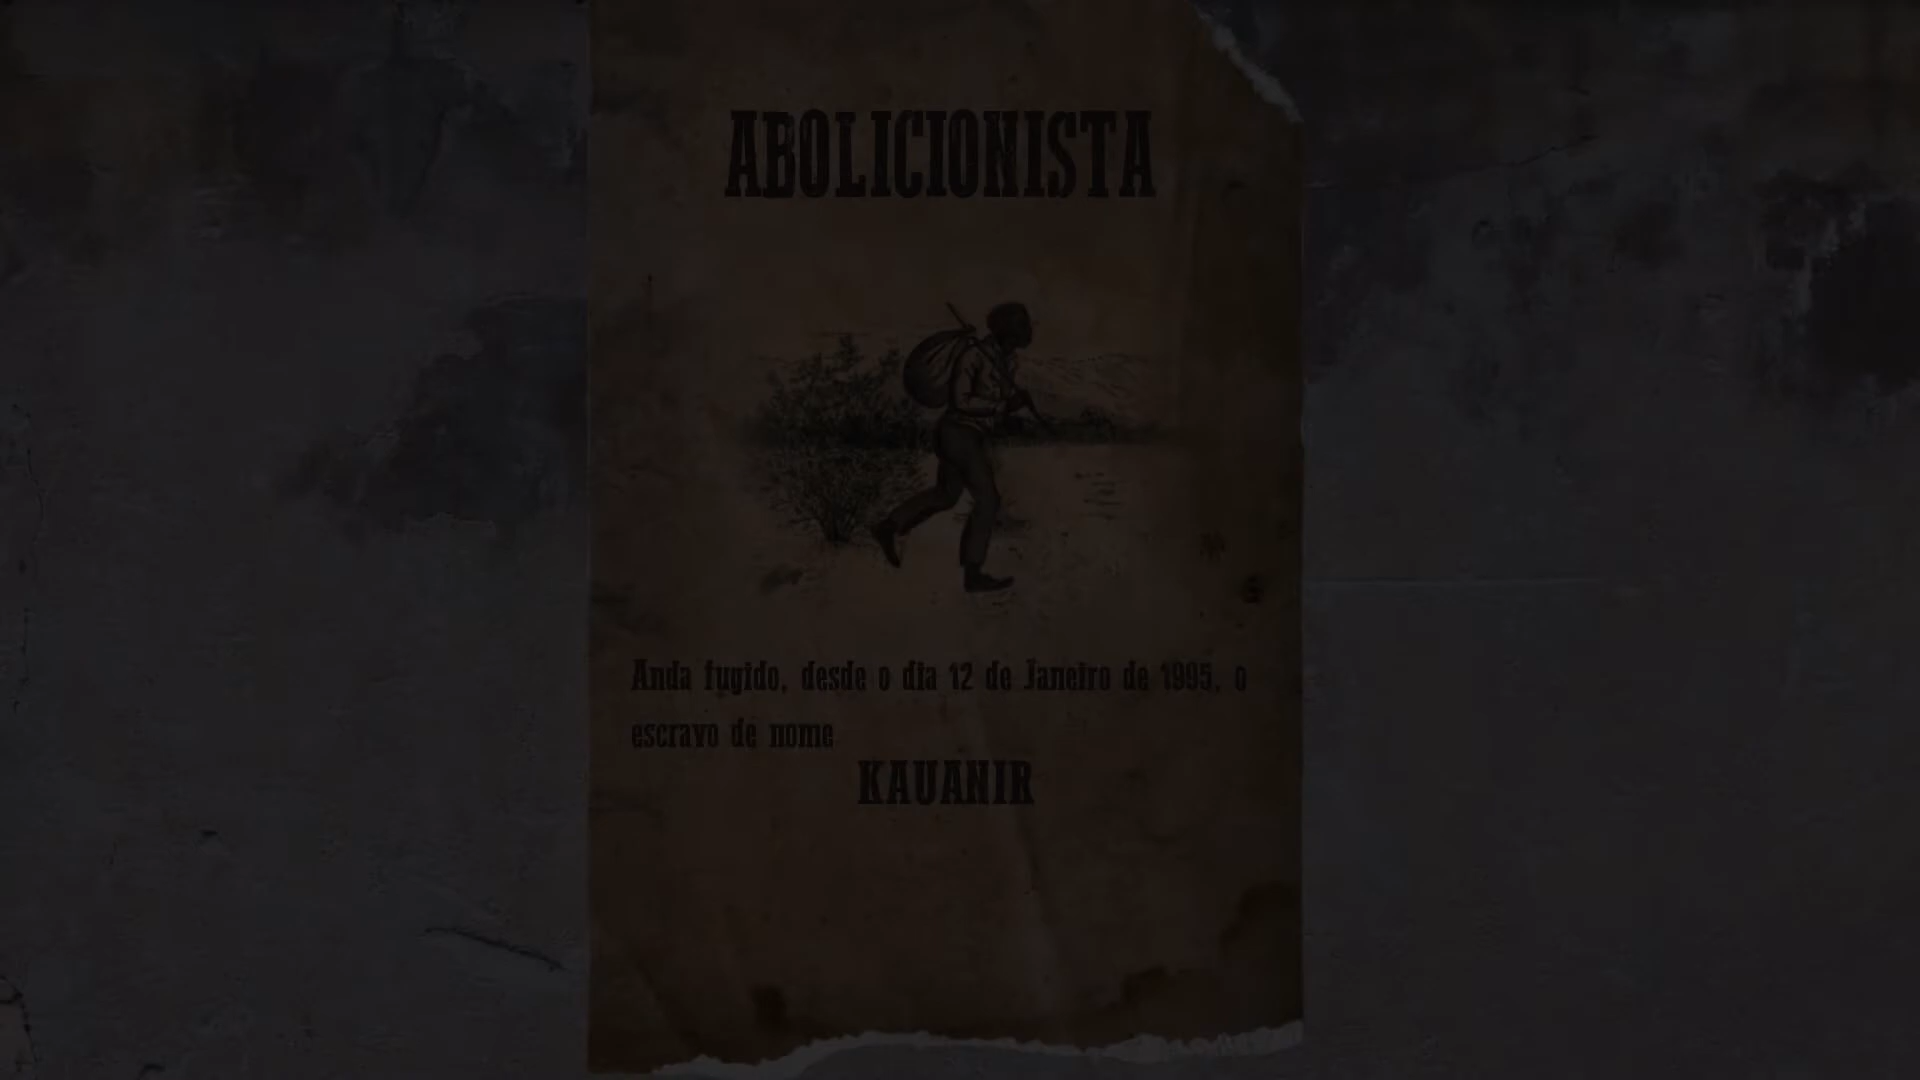 ABOLICIONISTA
Anda fugido, desde o dia 12 de Janeiro de 1995, o
escravo de nome
KAUANIR